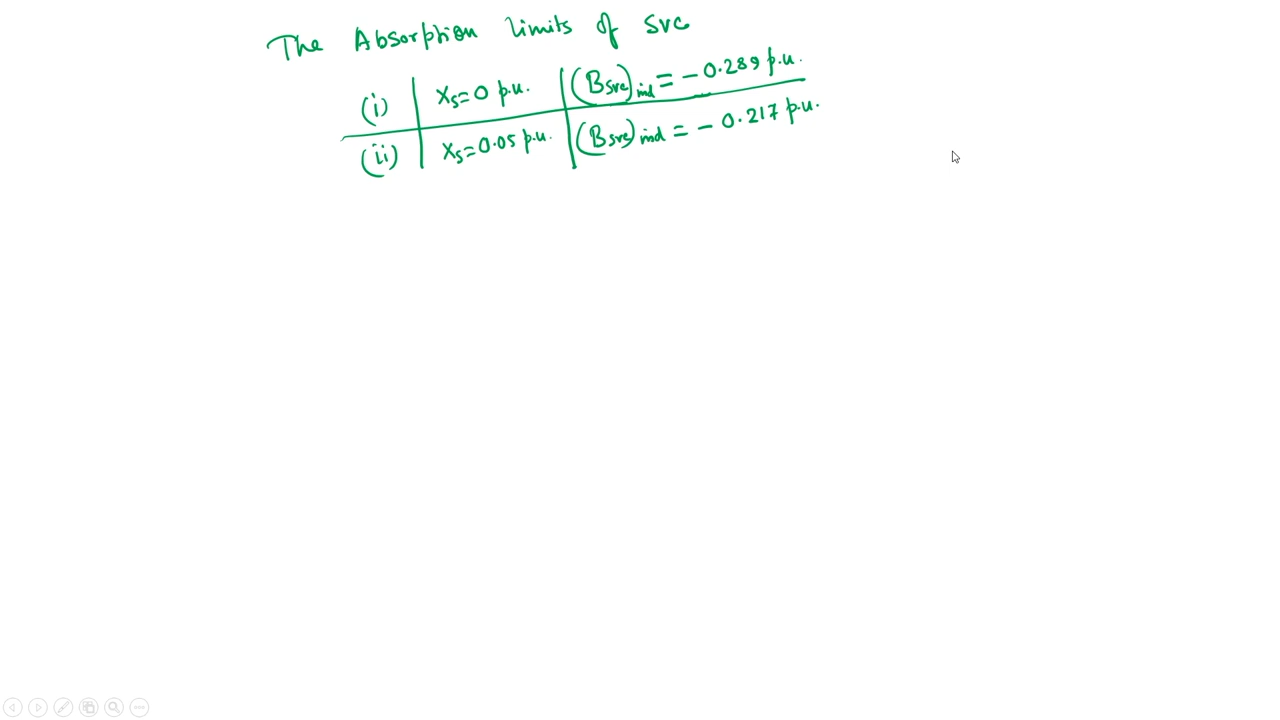 The Absorption limits of SVC
(i) | Xs=0 p.u. | (Bsvc)ind = - 0.289 p.u.
(ii) | Xs=0.05 p.u. | (Bsvc)ind = - 0.217 p.u.